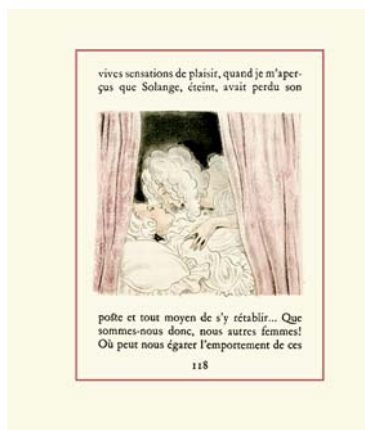 vives sensations de plaisir, quand je m'aper-
çus que Solange, éteint, avait perdu son
poste et tout moyen de s'y rétablir... Que
sommes-nous donc, nous autres femmes!
Où peut nous égarer l'emportement de ces
118